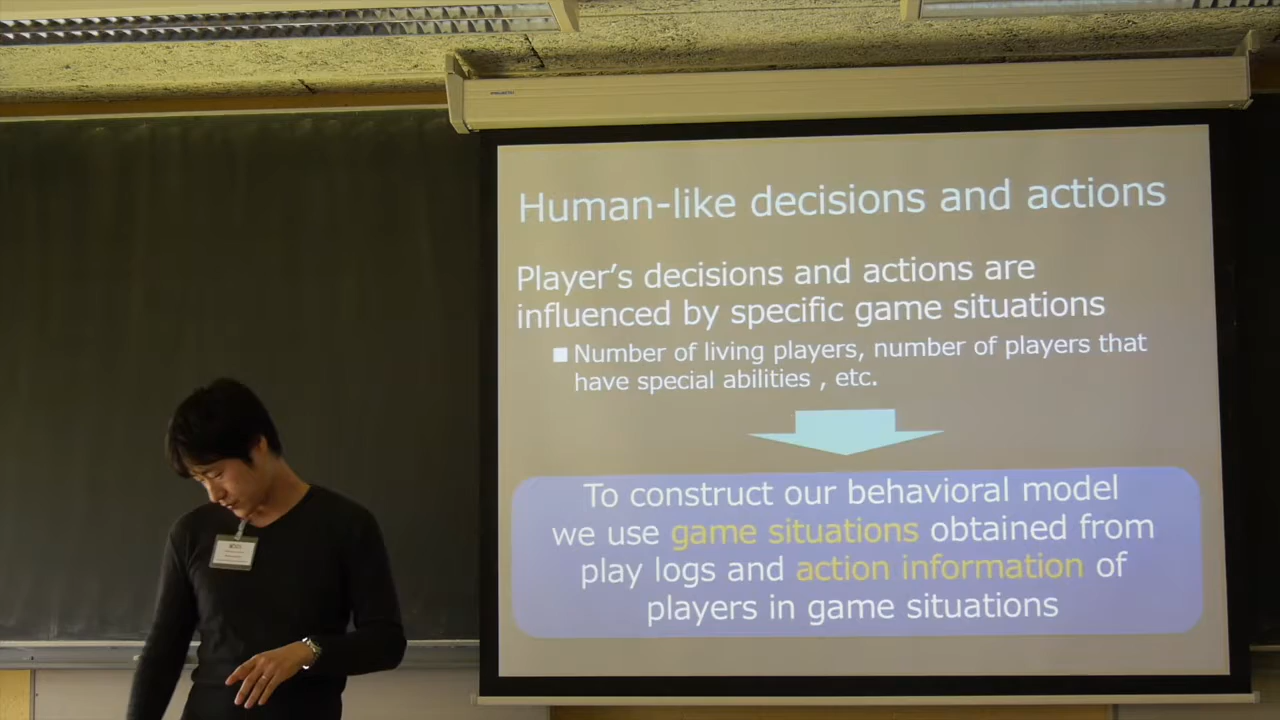 Human-like decisions and actions
Player's decisions and actions are
influenced by specific game situations
Number of living players, number of players that
have special abilities , etc.
To construct our behavioral model
we use game situations obtained from
play logs and action information of
players in game situations